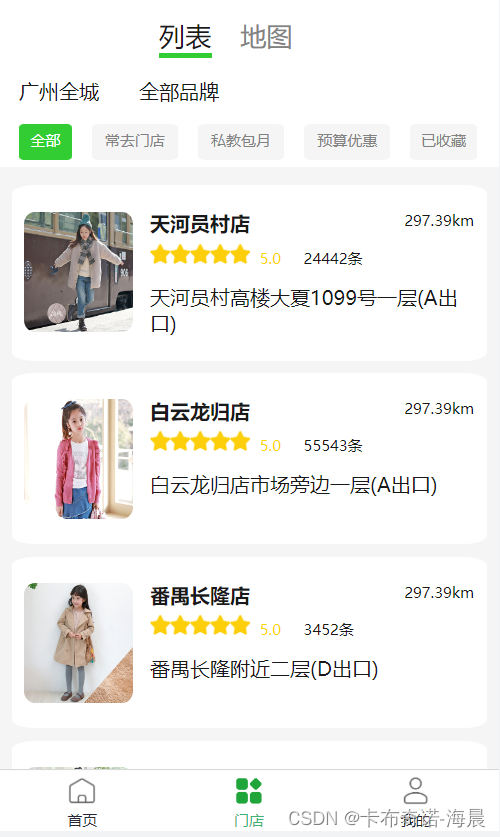 列表 地图
广州全城 全部品牌
全部 常去门店 私教包月 预算优惠 已收藏
天河员村店 297.39km
5.0 24442条
天河员村高楼大夏1099号一层(A出
口)
白云龙归店 297.39km
5.0 55543条
白云龙归店市场旁边一层(A出口)
番禺长隆店 297.39km
5.0 3452条
番禺长隆附近二层(D出口)
首页 门店 我的
CSDN @卡布奇诺-海晨